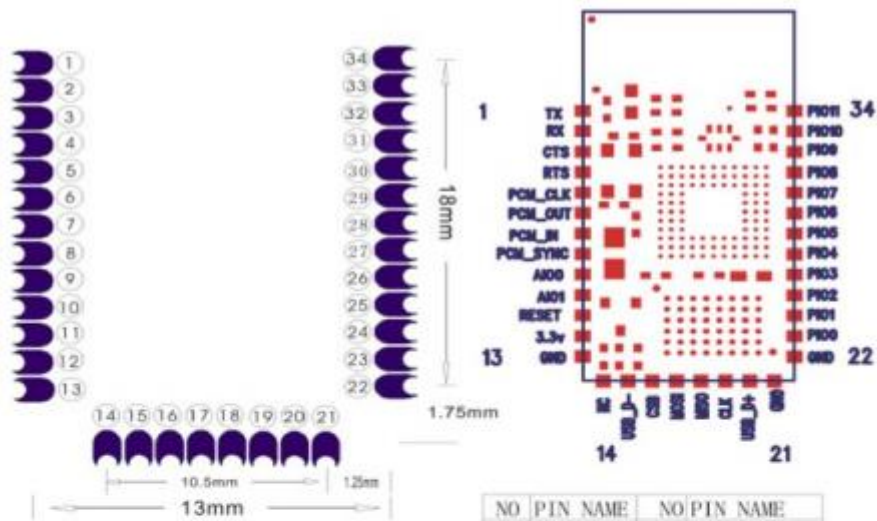 1
2
3
4
5
6
7
8
9
10
11
12
13
14 15 16 17 18 19 20 21
34
33
32
31
30
29
28
27
26
25
24
23
22
18mm
1.75mm
10.5mm
1.25mm
13mm
1
13
TX
RX
CTS
RTS
PCM_CLK
PCM_OUT
PCM_IN
PCM_SYNC
AIO0
AIO1
RESET
3.3v
GND
PIO11
PIO10
PIO9
PIO8
PIO7
PIO6
PIO5
PIO4
PIO3
PIO2
PIO1
PIO0
GND
34
22
NC USB_D- CSB MOSI MISO CLK USB_D+ GND
14 21
NO PIN NAME NO PIN NAME